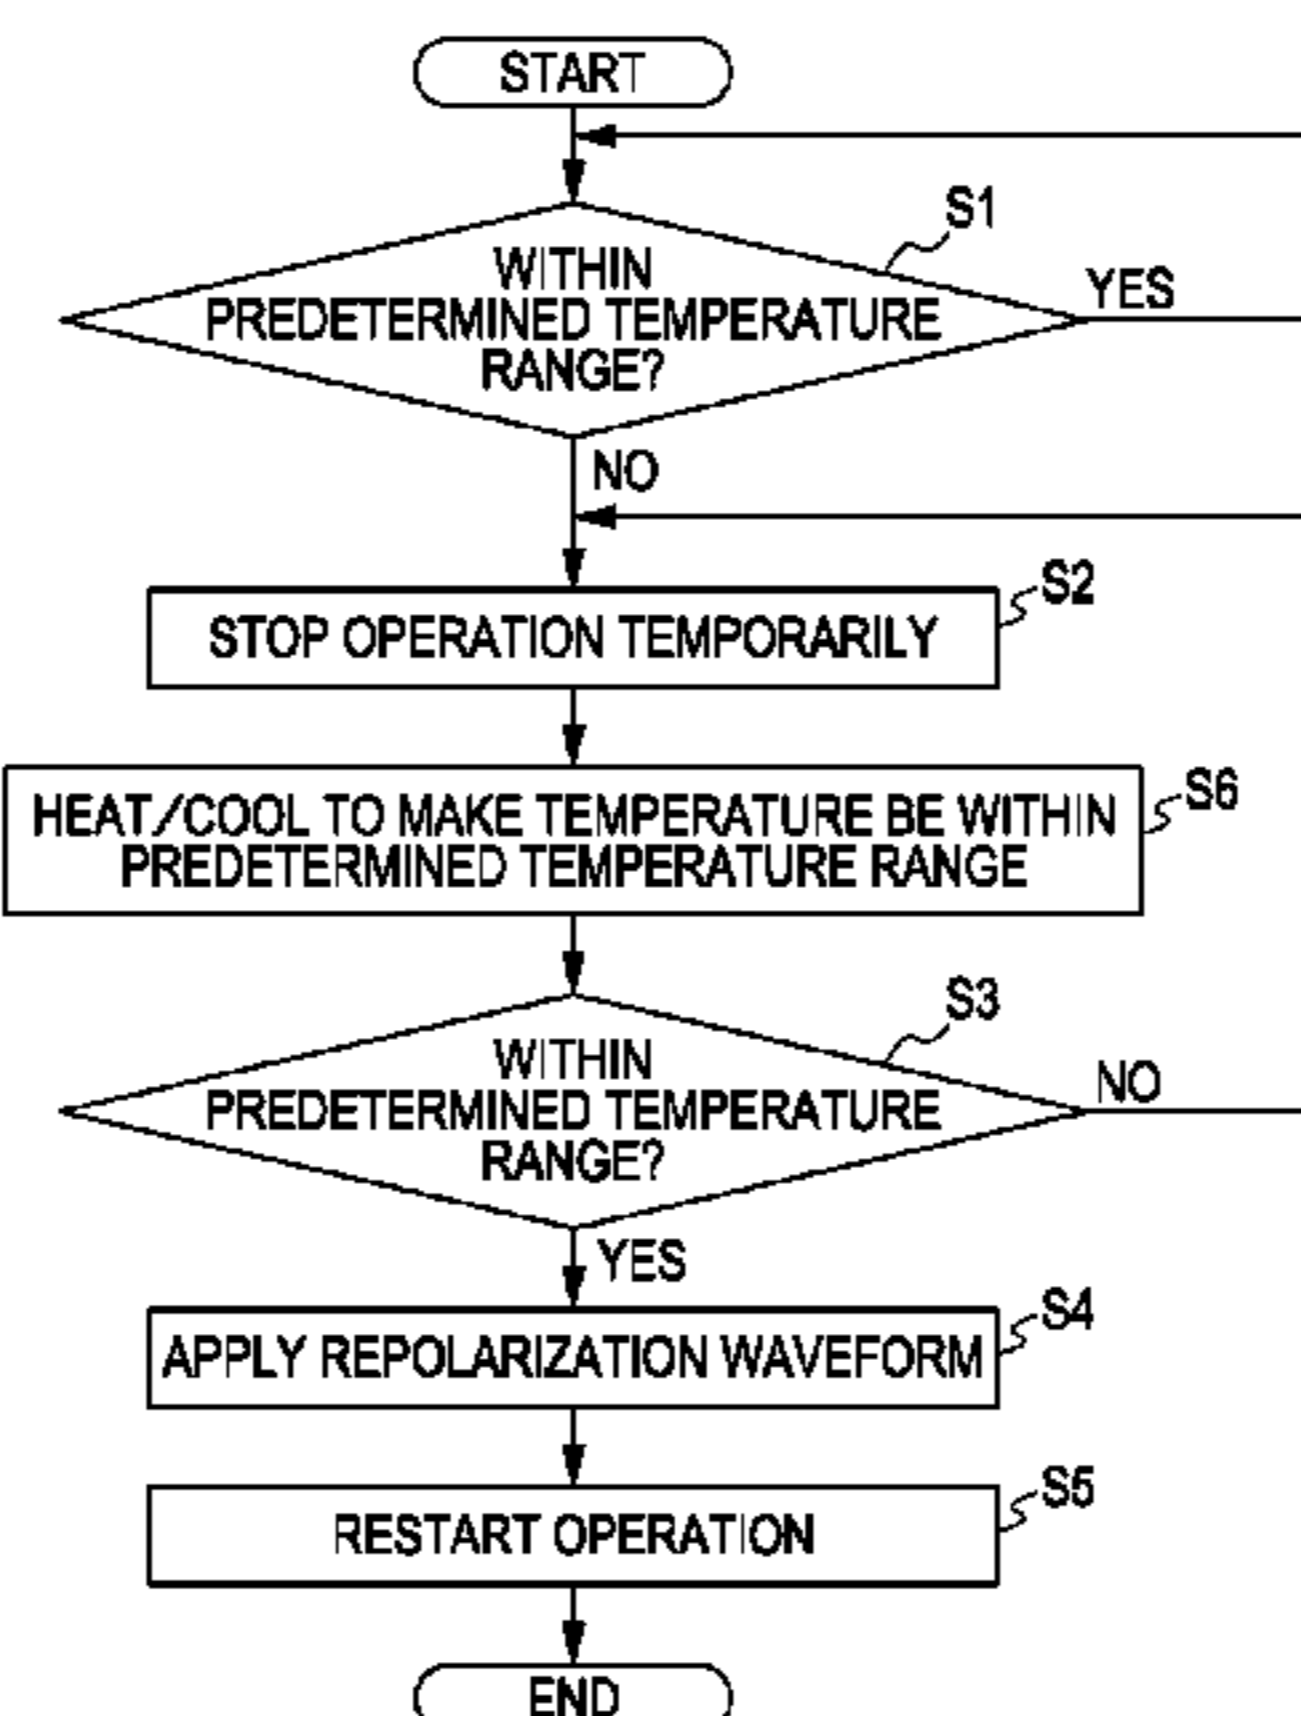 START
S1
WITHIN
PREDETERMINED TEMPERATURE
RANGE?
YES
NO
S2
STOP OPERATION TEMPORARILY
S6
HEAT/COOL TO MAKE TEMPERATURE BE WITHIN
PREDETERMINED TEMPERATURE RANGE
S3
WITHIN
PREDETERMINED TEMPERATURE
RANGE?
NO
YES
S4
APPLY REPOLARIZATION WAVEFORM
S5
RESTART OPERATION
END